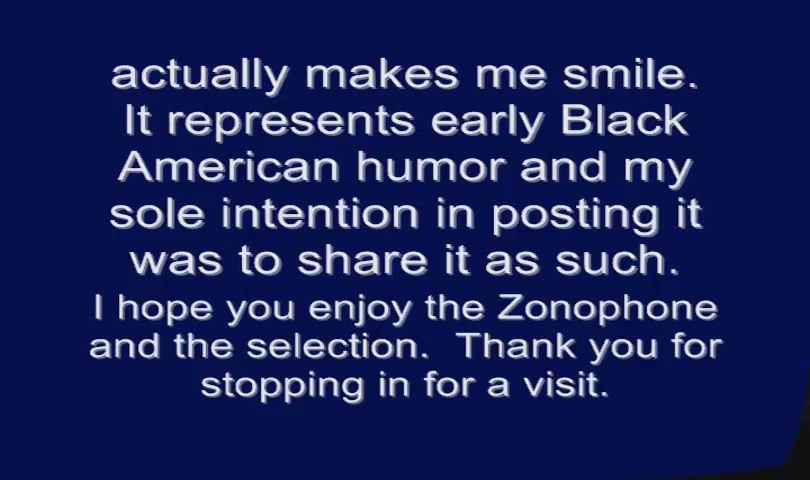 actually makes me smile.
It represents early Black
American humor and my
sole intention in posting it
was to share it as such.
I hope you enjoy the Zonophone
and the selection.  Thank you for
stopping in for a visit.